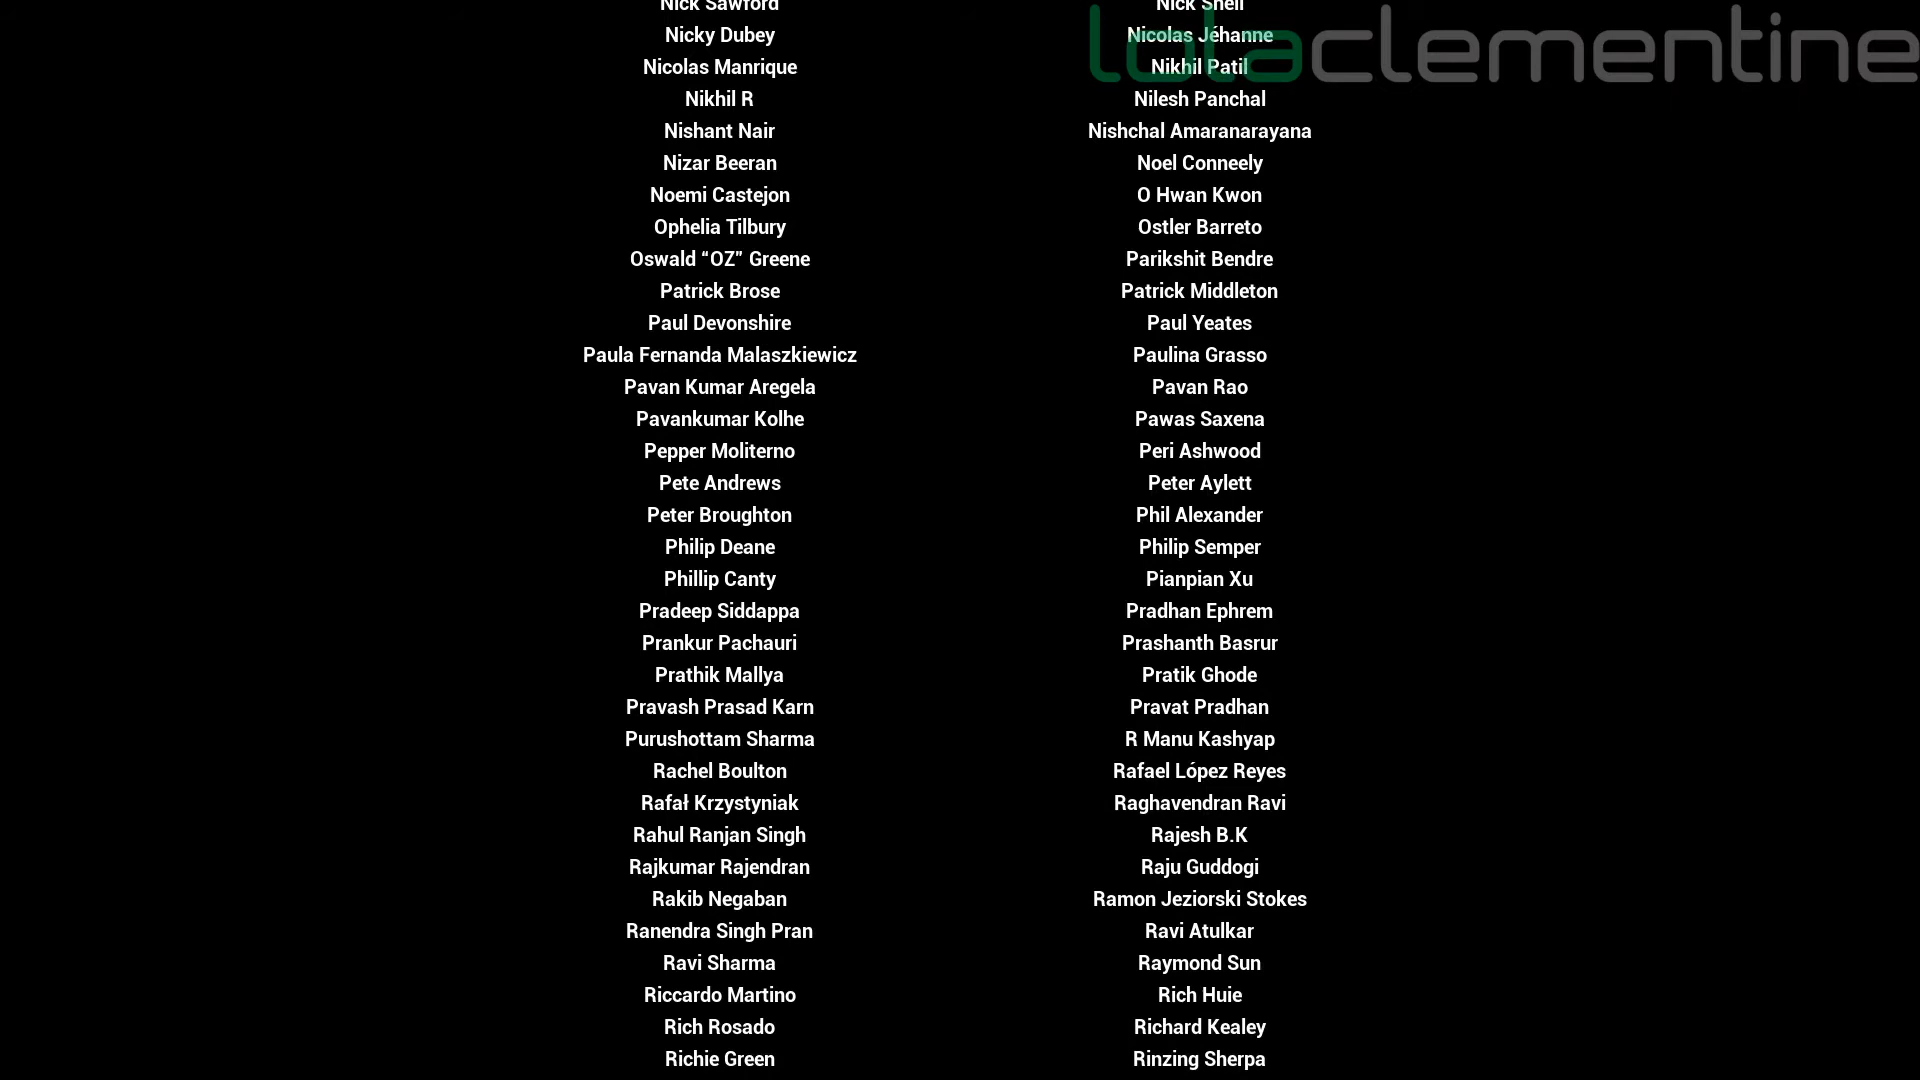 Nick Sawford Nick Snell
lolaclementine
Nicky Dubey Nicolas Jéhanne
Nicolas Manrique Nikhil Patil
Nikhil R Nilesh Panchal
Nishant Nair Nishchal Amaranarayana
Nizar Beeran Noel Conneely
Noemi Castejon O Hwan Kwon
Ophelia Tilbury Ostler Barreto
Oswald “OZ” Greene Parikshit Bendre
Patrick Brose Patrick Middleton
Paul Devonshire Paul Yeates
Paula Fernanda Malaszkiewicz Paulina Grasso
Pavan Kumar Aregela Pavan Rao
Pavankumar Kolhe Pawas Saxena
Pepper Moliterno Peri Ashwood
Pete Andrews Peter Aylett
Peter Broughton Phil Alexander
Philip Deane Philip Semper
Phillip Canty Pianpian Xu
Pradeep Siddappa Pradhan Ephrem
Prankur Pachauri Prashanth Basrur
Prathik Mallya Pratik Ghode
Pravash Prasad Karn Pravat Pradhan
Purushottam Sharma R Manu Kashyap
Rachel Boulton Rafael López Reyes
Rafał Krzystyniak Raghavendran Ravi
Rahul Ranjan Singh Rajesh B.K
Rajkumar Rajendran Raju Guddogi
Rakib Negaban Ramon Jeziorski Stokes
Ranendra Singh Pran Ravi Atulkar
Ravi Sharma Raymond Sun
Riccardo Martino Rich Huie
Rich Rosado Richard Kealey
Richie Green Rinzing Sherpa